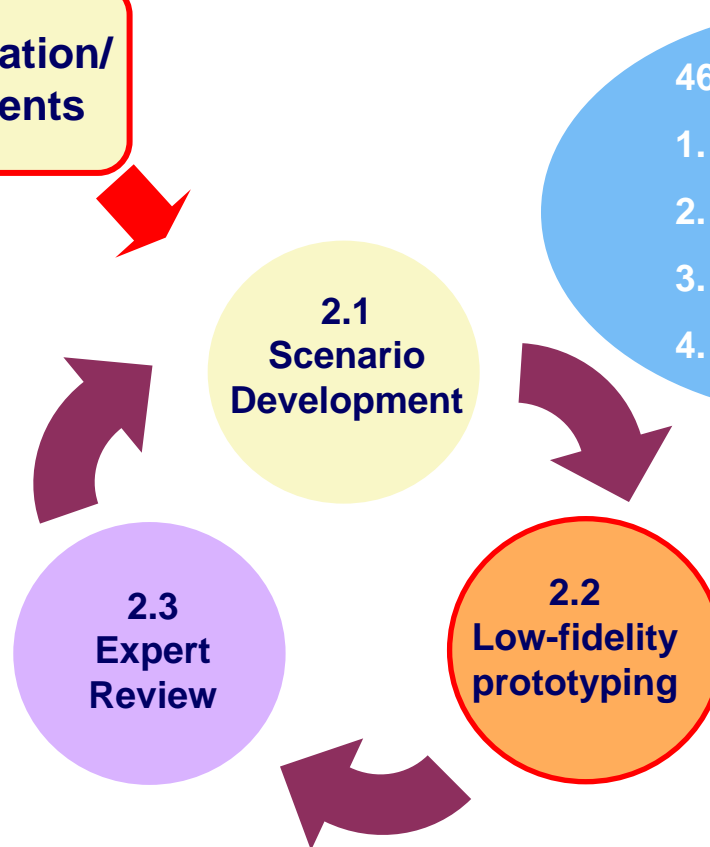 ation/
ents
46
1.
2.
3.
4.
2.1
Scenario
Development
2.2
Low-fidelity
prototyping
2.3
Expert
Review